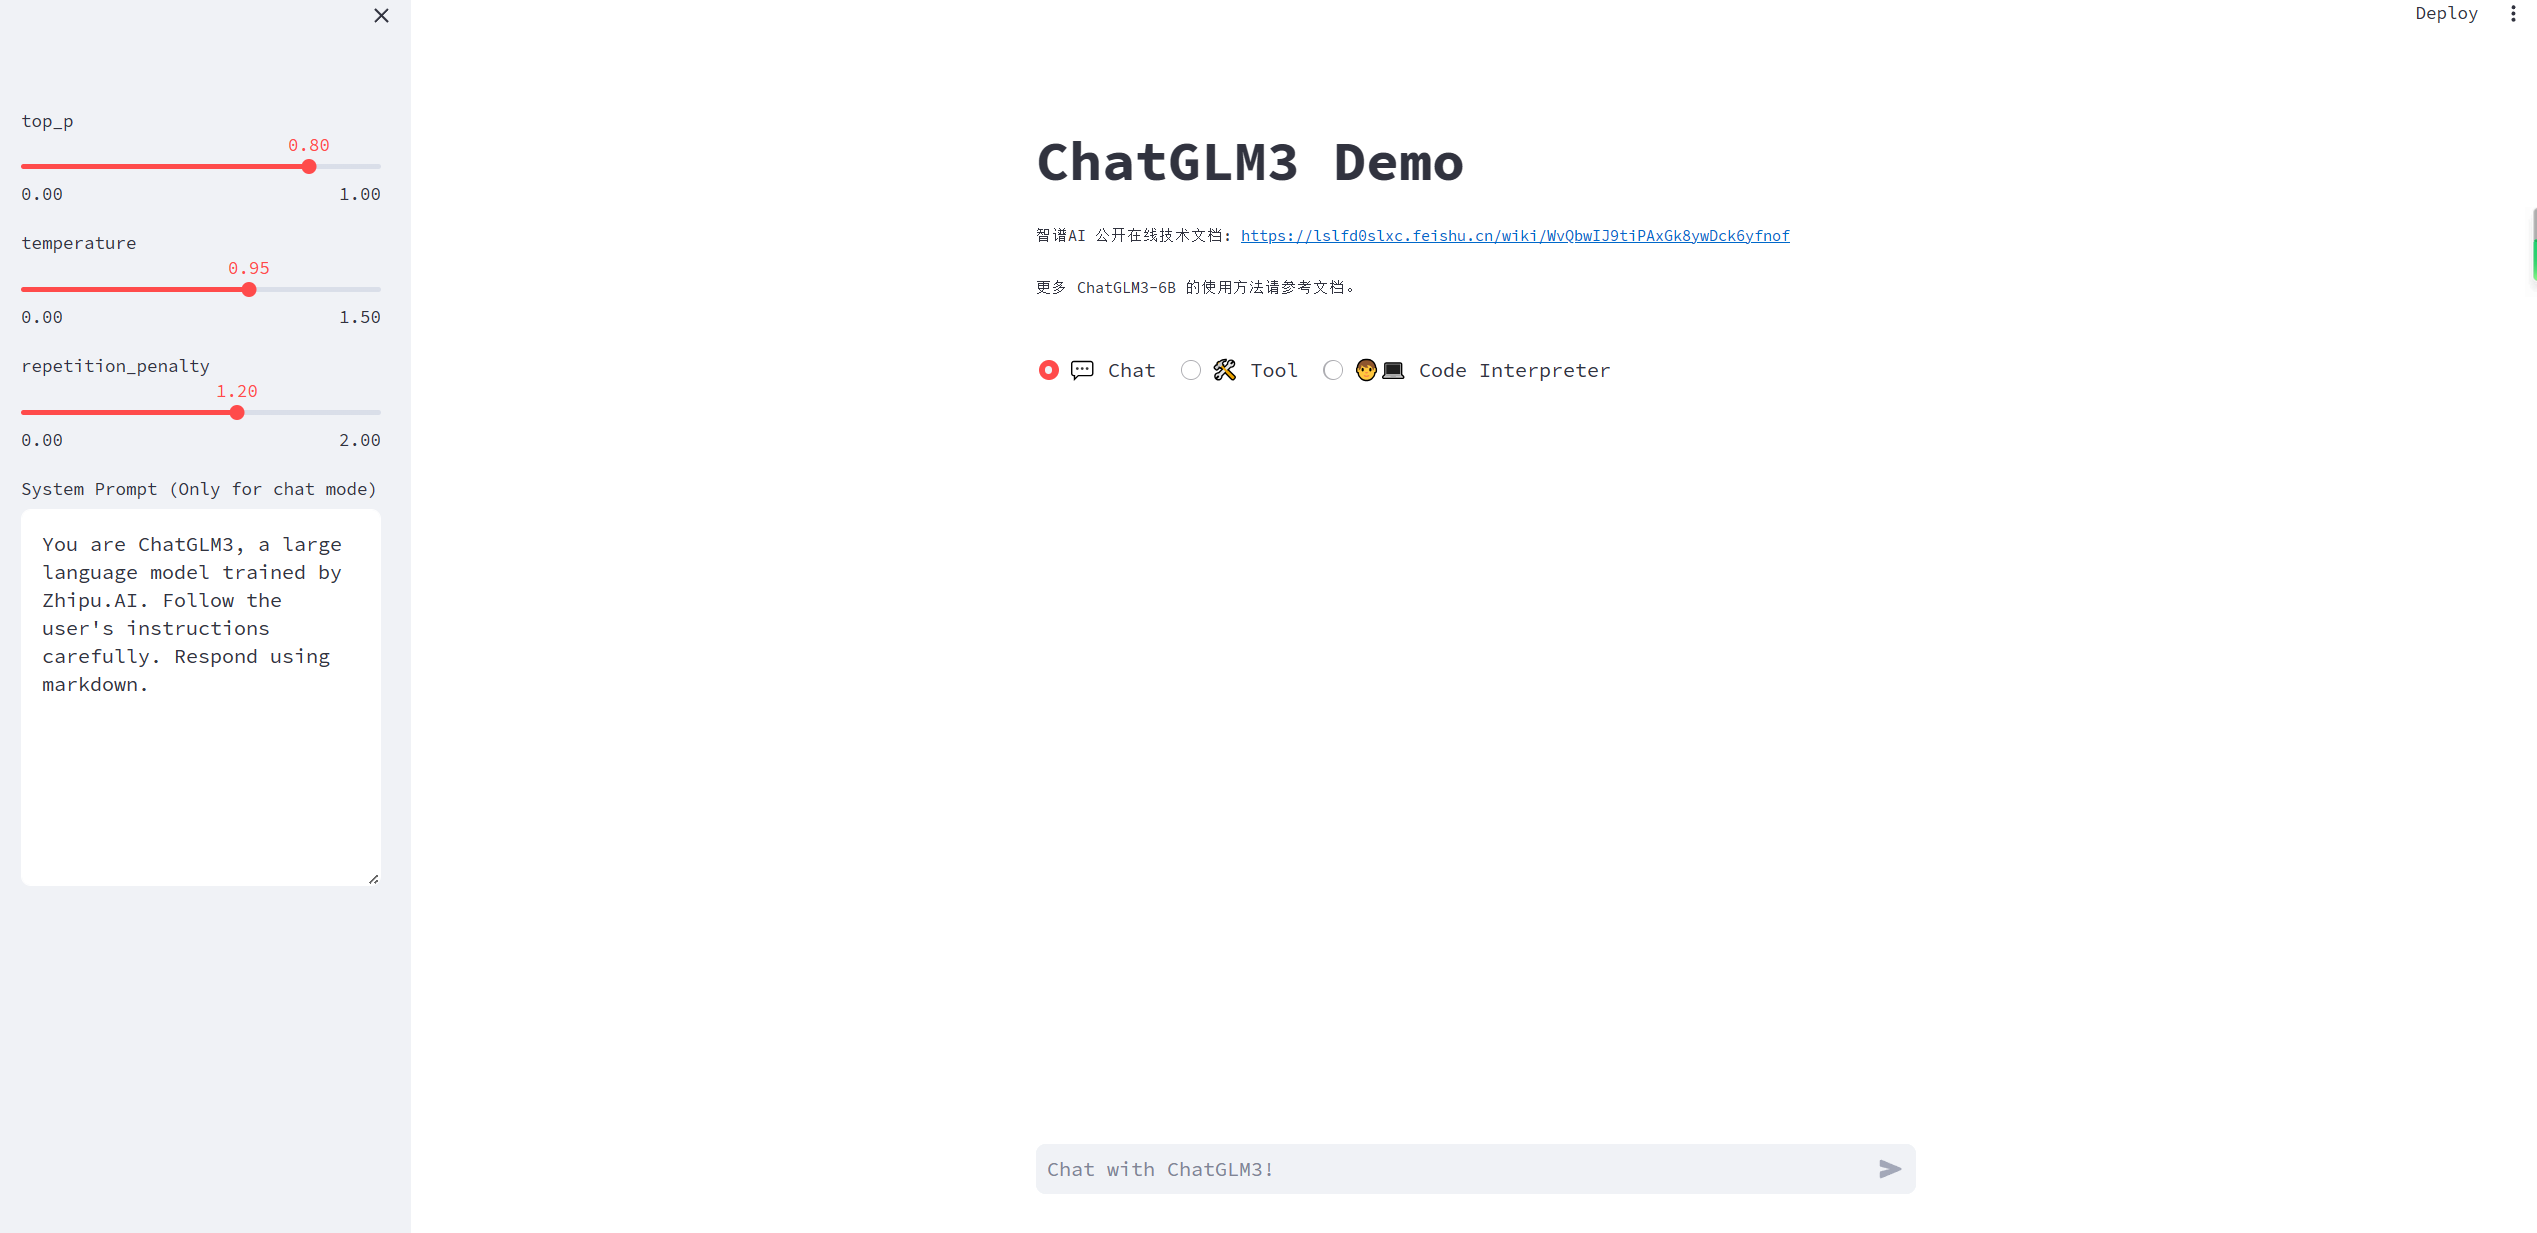 Deploy
top_p
0.80
0.00 1.00
temperature
0.95
0.00 1.50
repetition_penalty
1.20
0.00 2.00
System Prompt (Only for chat mode)
You are ChatGLM3, a large
language model trained by
Zhipu.AI. Follow the
user's instructions
carefully. Respond using
markdown.
ChatGLM3 Demo
智谱AI 公开在线技术文档: https://lslfd0slxc.feishu.cn/wiki/WvQbwIJ9tiPAxGk8ywDck6yfnof
更多 ChatGLM3-6B 的使用方法请参考文档。
Chat Tool Code Interpreter
Chat with ChatGLM3!